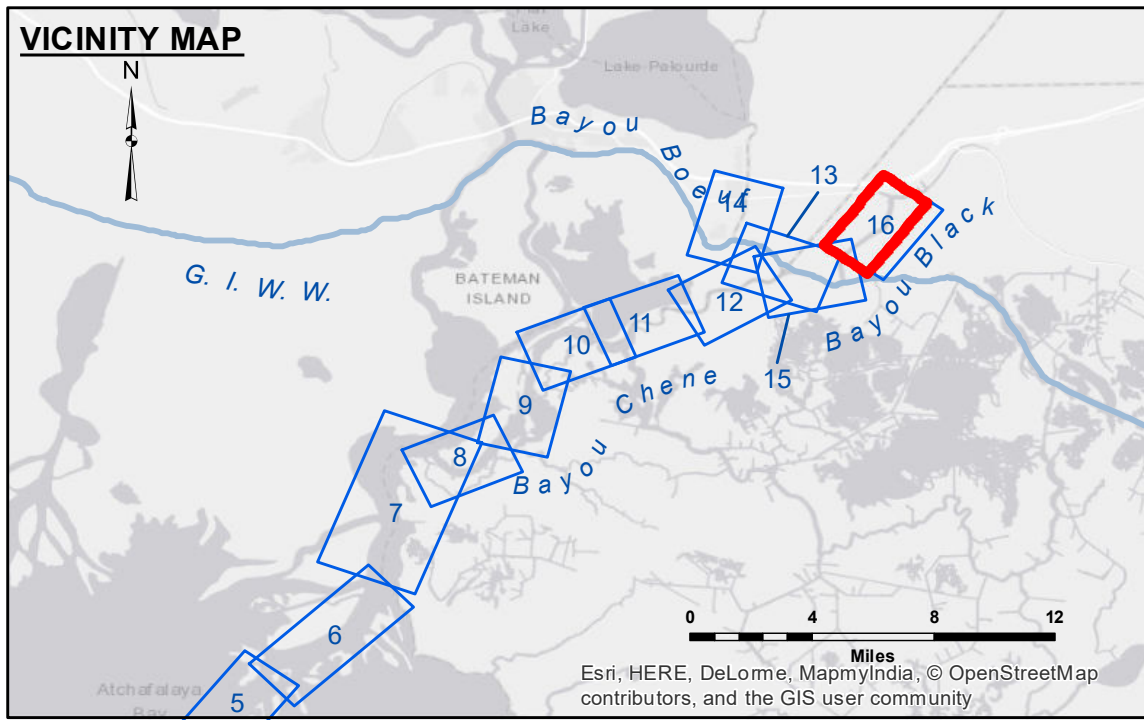 VICINITY MAP
N
Lake
Lake Palourde
Bayou
Boeuf
13
14
16
Bayou Black
G. I. W. W.
BATEMAN
ISLAND
12
11
10
15
Bayou Chene
9
8
7
6
5
Atchafalaya
Bay
0 4 8 12
Miles
Esri, HERE, DeLorme, MapmyIndia, © OpenStreetMap
contributors, and the GIS user community